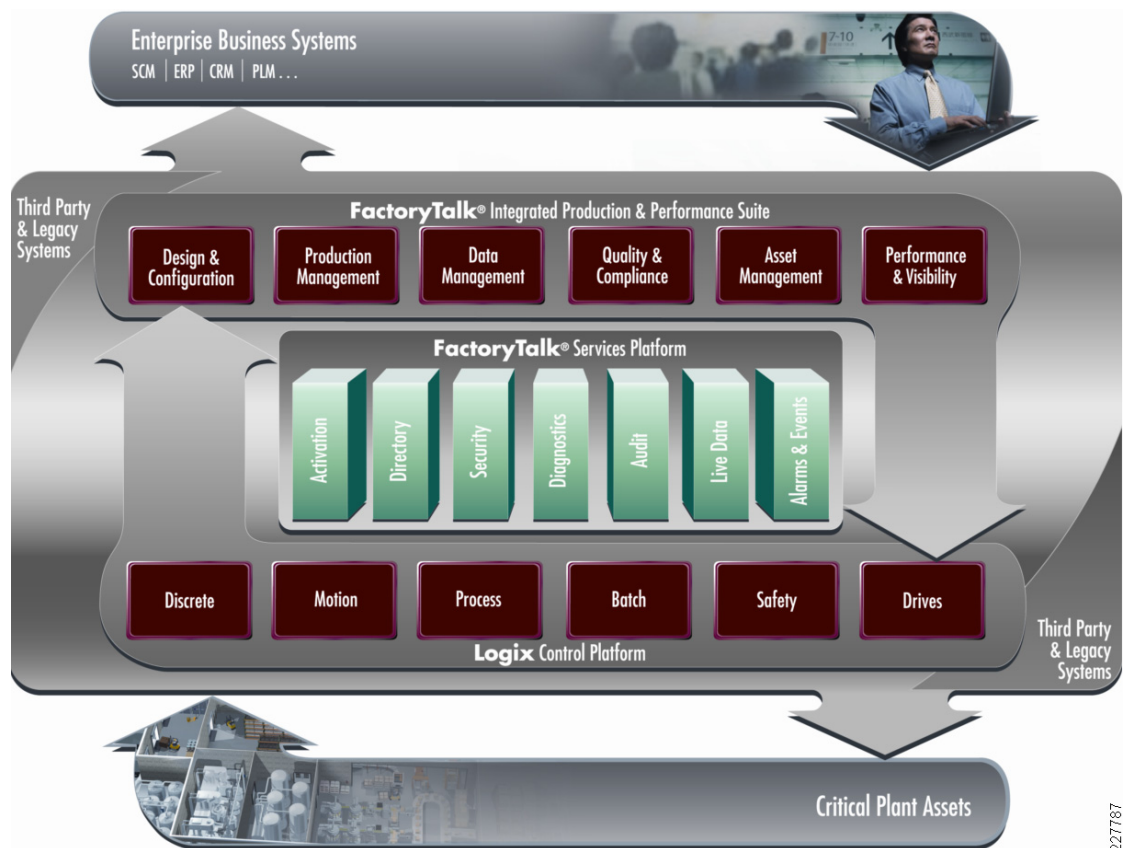 Enterprise Business Systems
SCM | ERP | CRM | PLM . . .
7-10
Third Party
& Legacy
Systems
FactoryTalk® Integrated Production & Performance Suite
Design &
Configuration
Production
Management
Data
Management
Quality &
Compliance
Asset
Management
Performance
& Visibility
FactoryTalk® Services Platform
Activation
Directory
Security
Diagnostics
Audit
Live Data
Alarms & Events
Discrete
Motion
Process
Batch
Safety
Drives
Logix Control Platform
Third Party
& Legacy
Systems
Critical Plant Assets
227787